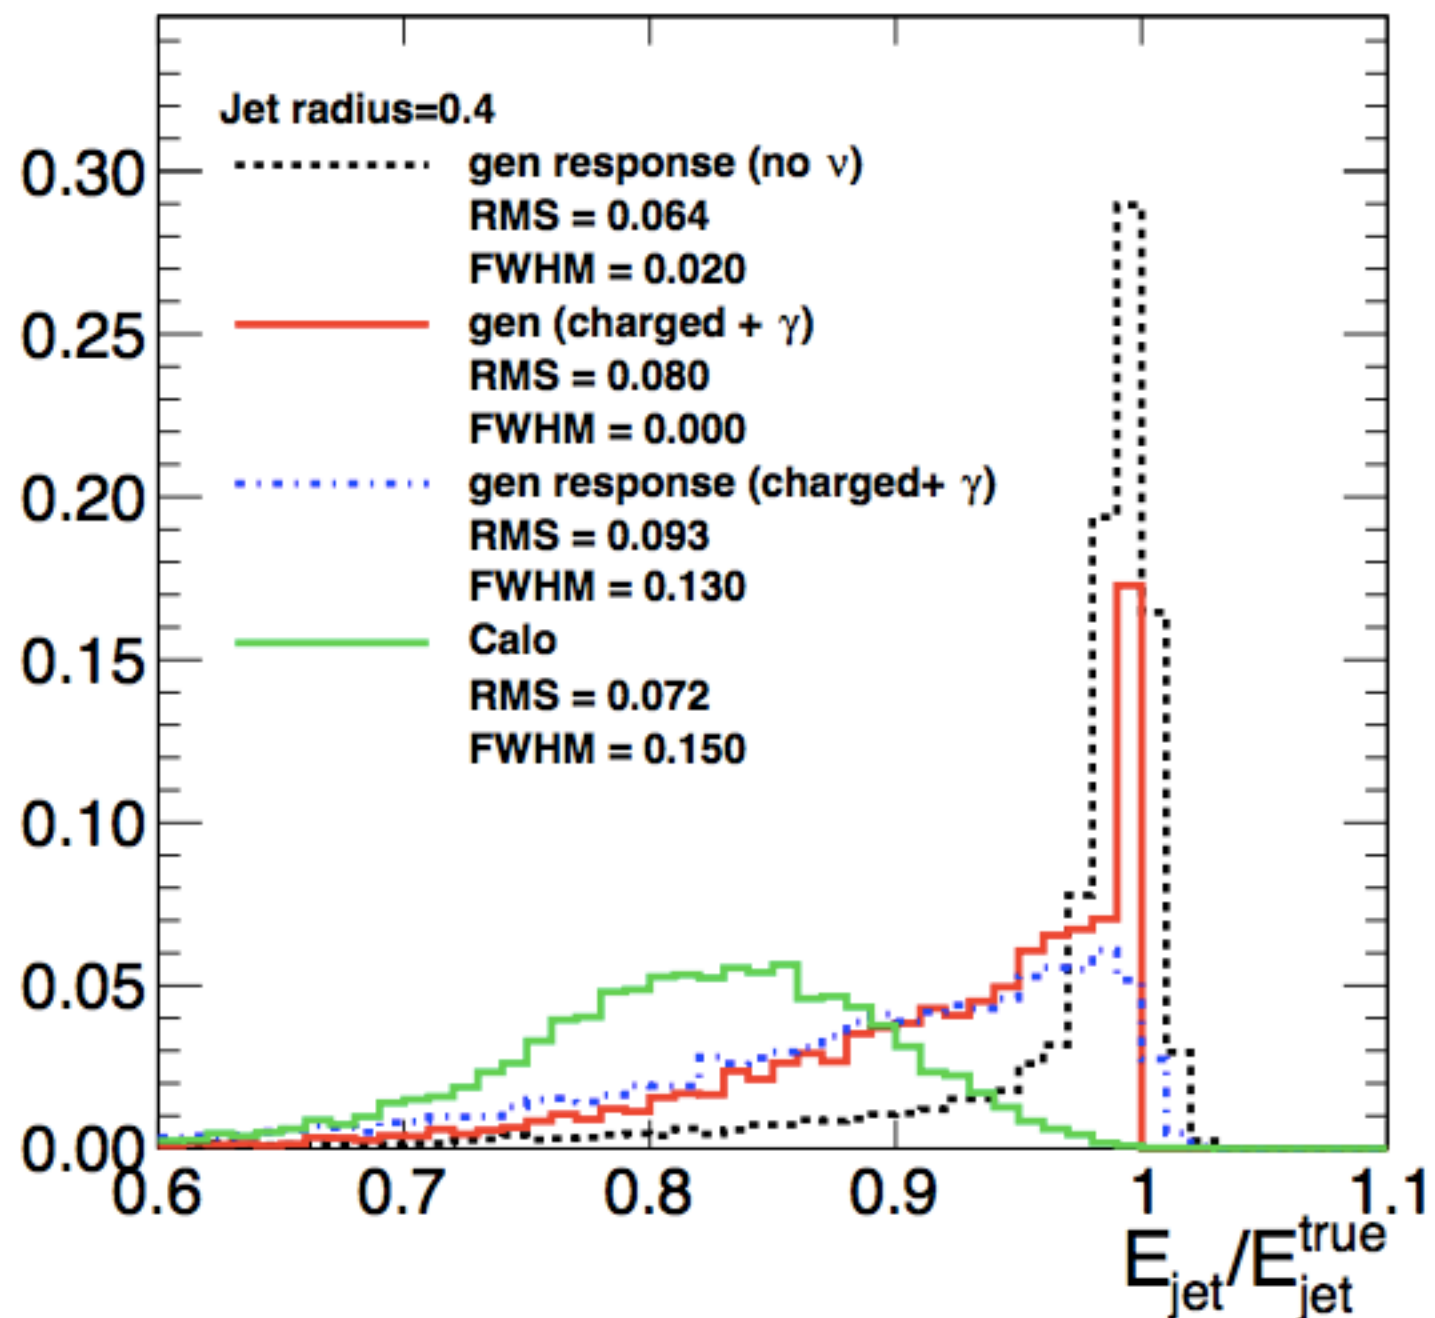 Jet radius=0.4
gen response (no ν)
RMS = 0.064
FWHM = 0.020
gen (charged + γ)
RMS = 0.080
FWHM = 0.000
gen response (charged+ γ)
RMS = 0.093
FWHM = 0.130
Calo
RMS = 0.072
FWHM = 0.150
0.30
0.25
0.20
0.15
0.10
0.05
0.00
0.6 0.7 0.8 0.9 1 1.1
E_jet/E_jet^true